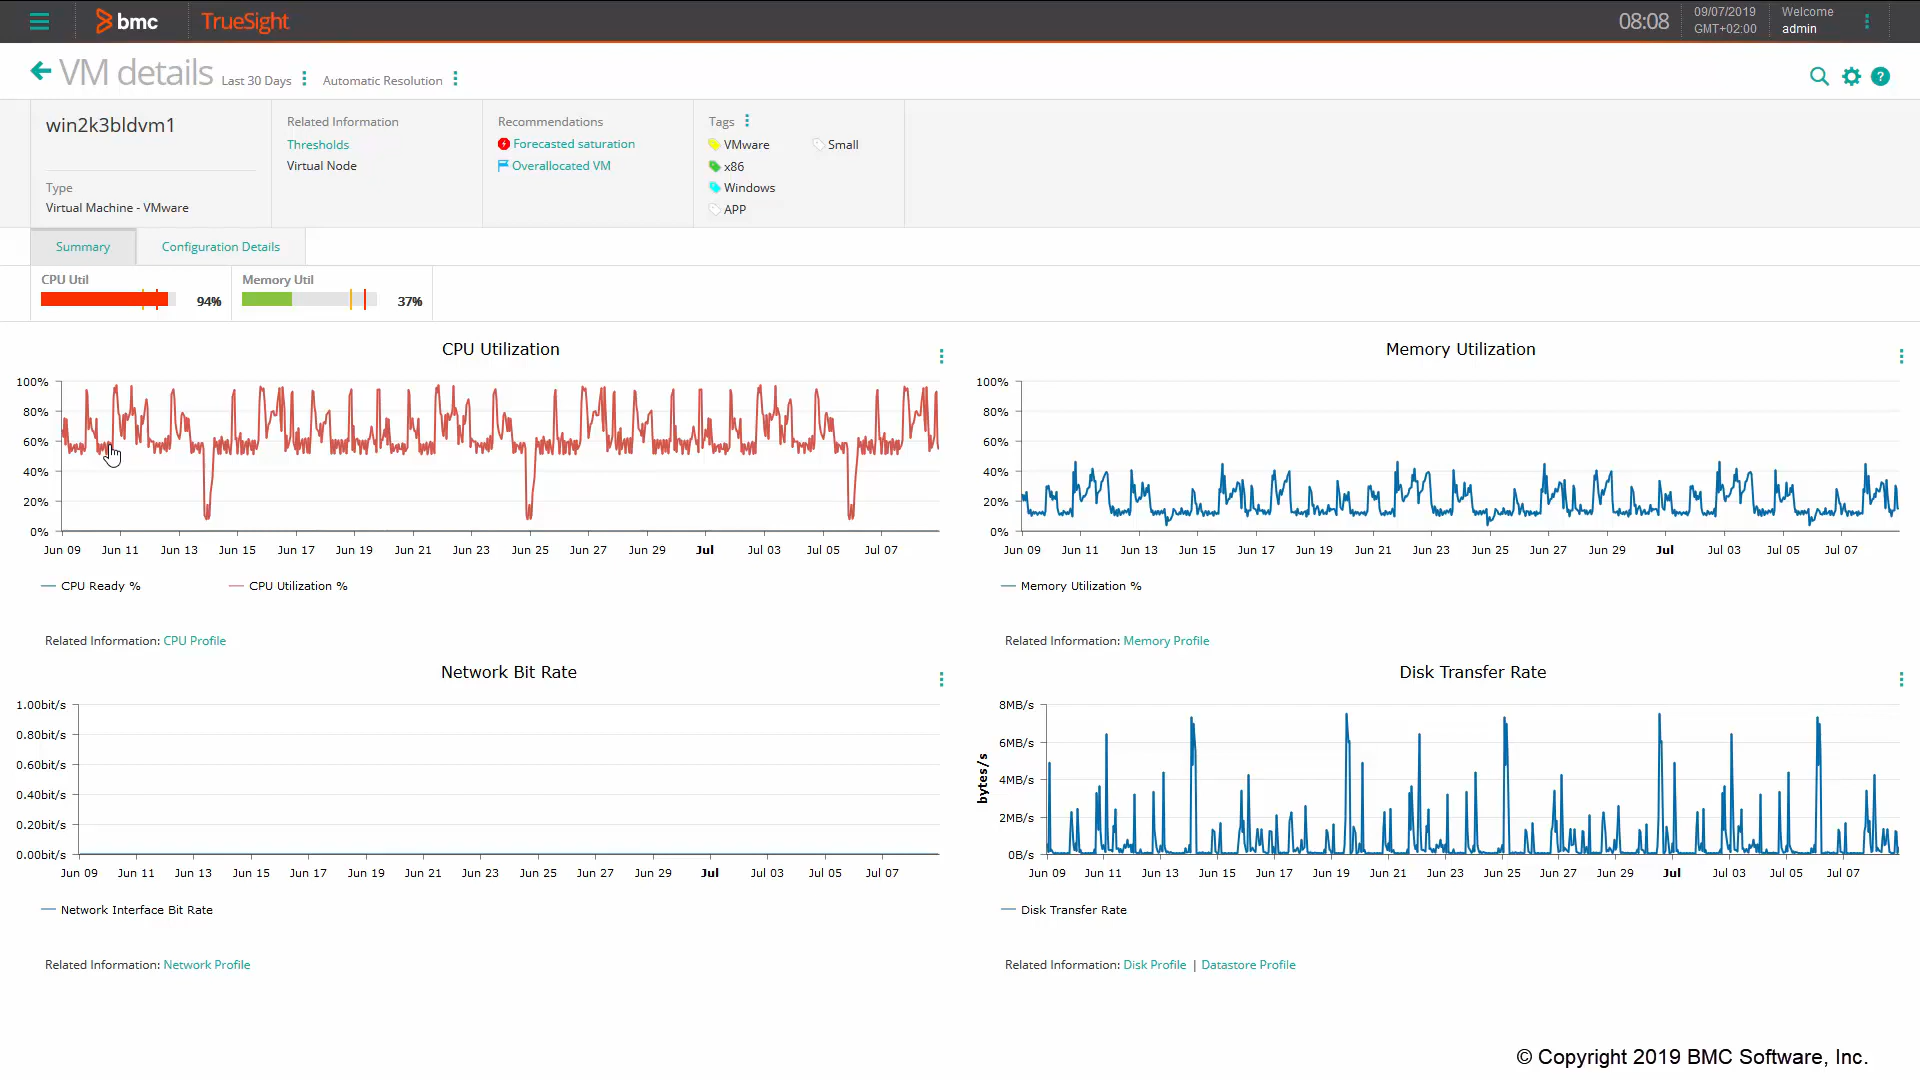 bmc TrueSight 08:08 09/07/2019 Welcome
GMT+02:00 admin
VM details Last 30 Days Automatic Resolution
win2k3bldvm1
Type
Virtual Machine - VMware
Related Information
Thresholds
Virtual Node
Recommendations
Forecasted saturation
Overallocated VM
Tags
VMware Small
x86
Windows
APP
Summary Configuration Details
CPU Util
94%
Memory Util
37%
CPU Utilization
100%
80%
60%
40%
20%
0%
Jun 09 Jun 11 Jun 13 Jun 15 Jun 17 Jun 19 Jun 21 Jun 23 Jun 25 Jun 27 Jun 29 Jul Jul 03 Jul 05 Jul 07
CPU Ready % CPU Utilization %
Related Information: CPU Profile
Memory Utilization
100%
80%
60%
40%
20%
0%
Jun 09 Jun 11 Jun 13 Jun 15 Jun 17 Jun 19 Jun 21 Jun 23 Jun 25 Jun 27 Jun 29 Jul Jul 03 Jul 05 Jul 07
Memory Utilization %
Related Information: Memory Profile
Network Bit Rate
1.00bit/s
0.80bit/s
0.60bit/s
0.40bit/s
0.20bit/s
0.00bit/s
Jun 09 Jun 11 Jun 13 Jun 15 Jun 17 Jun 19 Jun 21 Jun 23 Jun 25 Jun 27 Jun 29 Jul Jul 03 Jul 05 Jul 07
Network Interface Bit Rate
Related Information: Network Profile
Disk Transfer Rate
bytes/s
8MB/s
6MB/s
4MB/s
2MB/s
0B/s
Jun 09 Jun 11 Jun 13 Jun 15 Jun 17 Jun 19 Jun 21 Jun 23 Jun 25 Jun 27 Jun 29 Jul Jul 03 Jul 05 Jul 07
Disk Transfer Rate
Related Information: Disk Profile | Datastore Profile
© Copyright 2019 BMC Software, Inc.